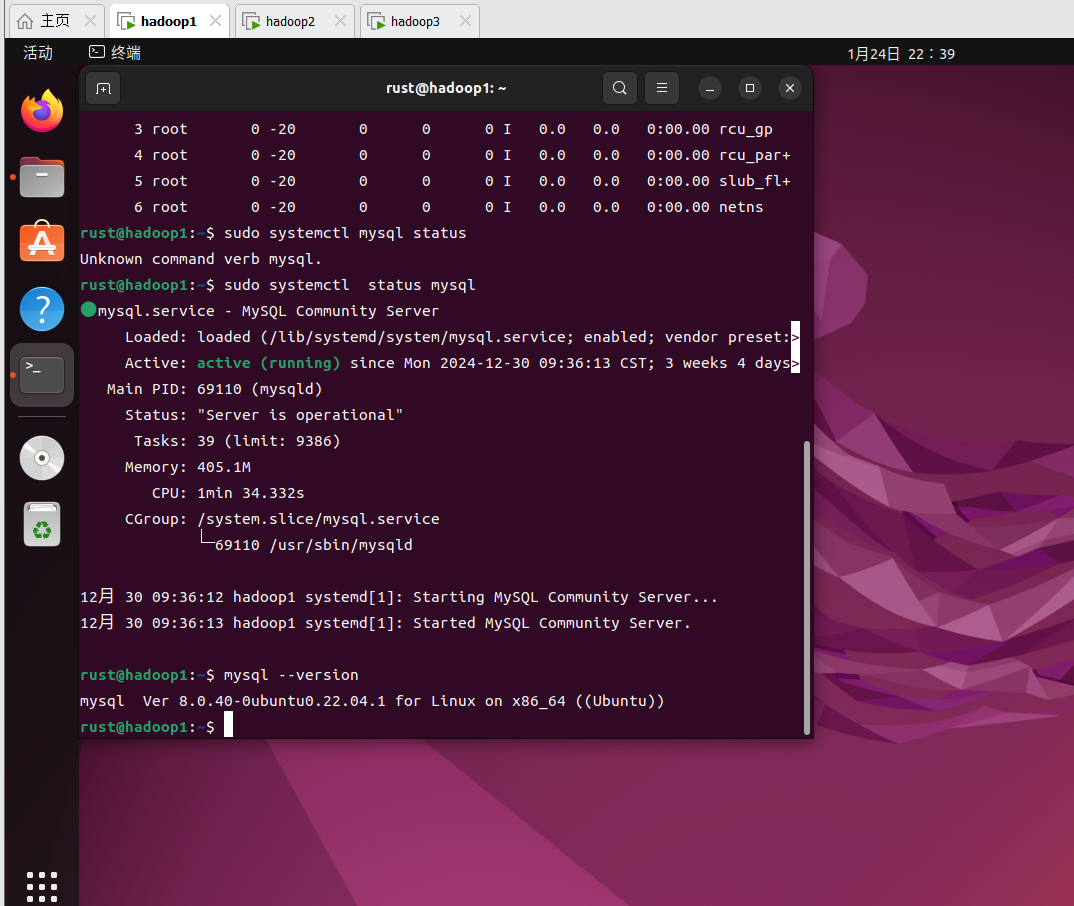 主页 hadoop1 hadoop2 hadoop3
活动 终端 1月24日 22：39
rust@hadoop1: ~
3 root 0 -20 0 0 0 I 0.0 0.0 0:00.00 rcu_gp
4 root 0 -20 0 0 0 I 0.0 0.0 0:00.00 rcu_par+
5 root 0 -20 0 0 0 I 0.0 0.0 0:00.00 slub_fl+
6 root 0 -20 0 0 0 I 0.0 0.0 0:00.00 netns
rust@hadoop1:~$ sudo systemctl mysql status
Unknown command verb mysql.
rust@hadoop1:~$ sudo systemctl  status mysql
●mysql.service - MySQL Community Server
Loaded: loaded (/lib/systemd/system/mysql.service; enabled; vendor preset:>
Active: active (running) since Mon 2024-12-30 09:36:13 CST; 3 weeks 4 days>
Main PID: 69110 (mysqld)
Status: "Server is operational"
Tasks: 39 (limit: 9386)
Memory: 405.1M
CPU: 1min 34.332s
CGroup: /system.slice/mysql.service
└─69110 /usr/sbin/mysqld
12月 30 09:36:12 hadoop1 systemd[1]: Starting MySQL Community Server...
12月 30 09:36:13 hadoop1 systemd[1]: Started MySQL Community Server.
rust@hadoop1:~$ mysql --version
mysql  Ver 8.0.40-0ubuntu0.22.04.1 for Linux on x86_64 ((Ubuntu))
rust@hadoop1:~$